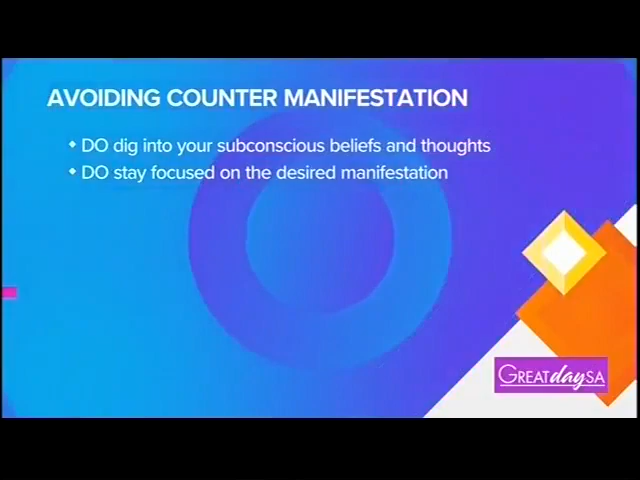 AVOIDING COUNTER MANIFESTATION
DO dig into your subconscious beliefs and thoughts
DO stay focused on the desired manifestation
GREATdaySA